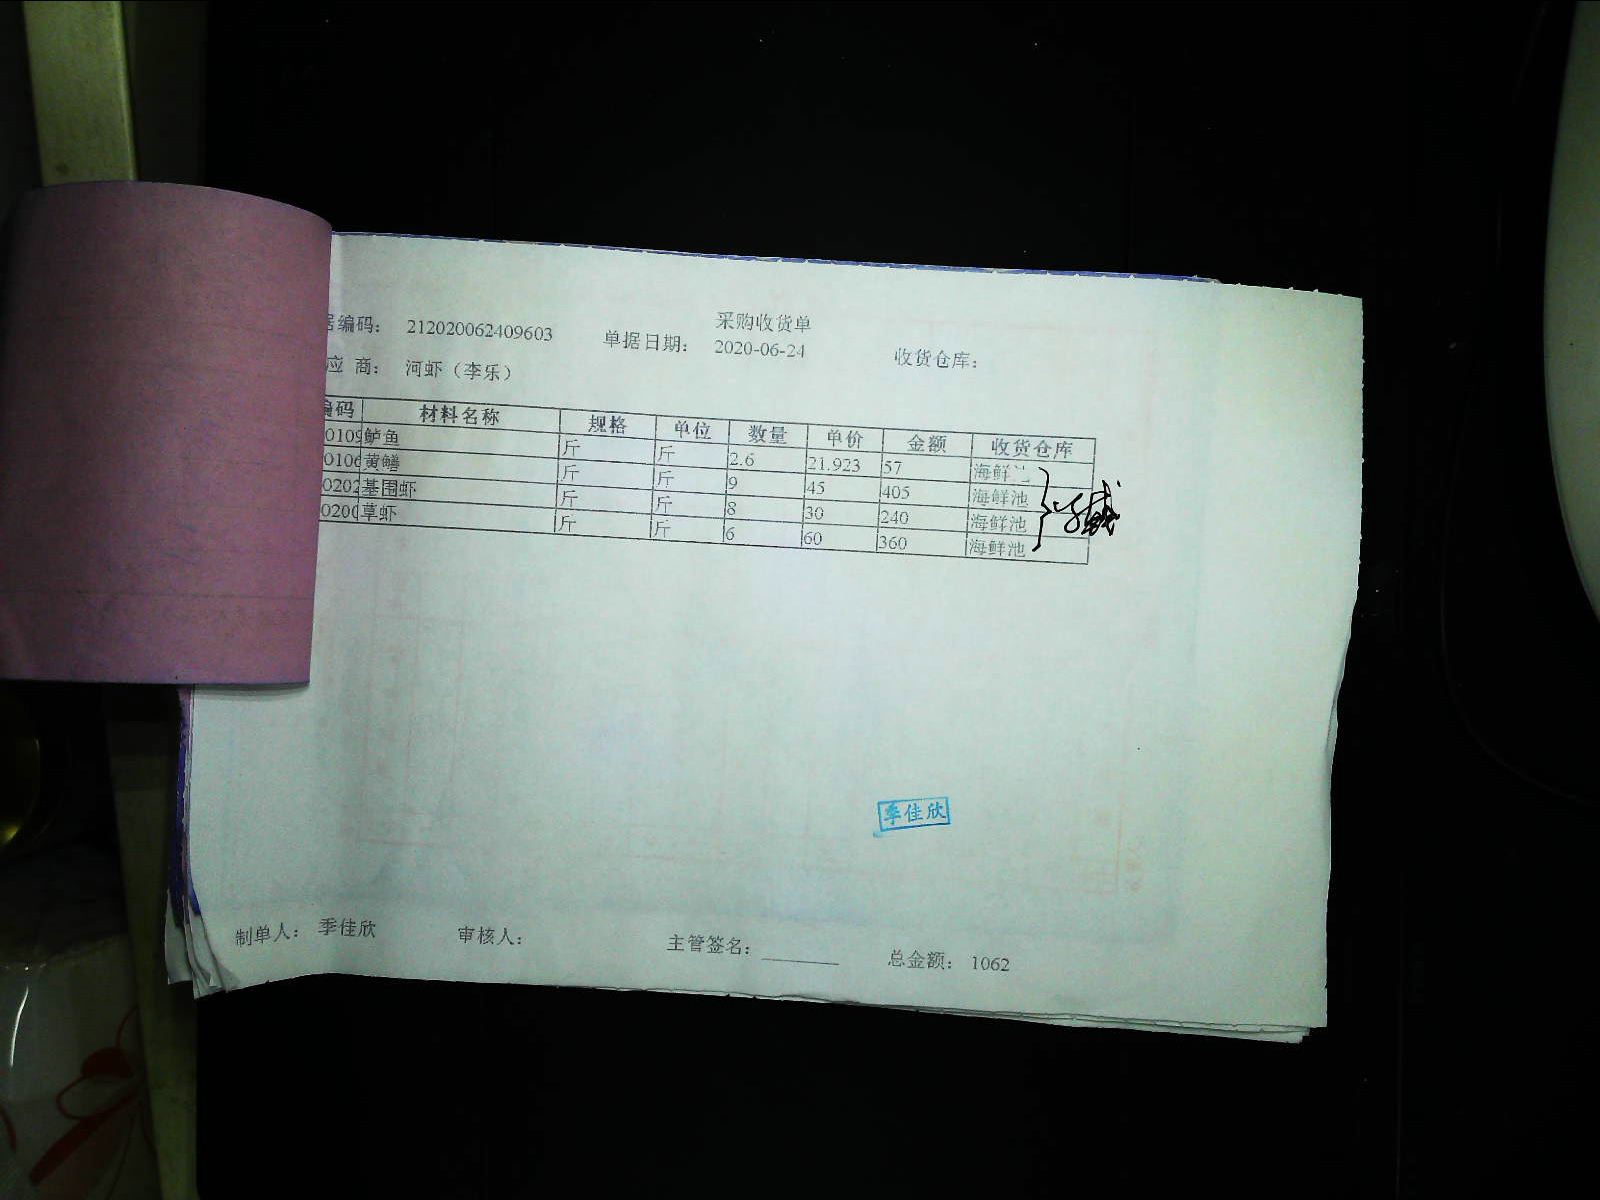 采购收货单
据编码： 212020062409603 单据日期： 2020-06-24 收货仓库：
应 商： 河虾（李乐）
编码 材料名称 规格 单位 数量 单价 金额 收货仓库
0109 鲈鱼 斤 斤 2.6 21.923 57 海鲜池
0106 黄鳝 斤 斤 9 45 405 海鲜池
0202 基围虾 斤 斤 8 30 240 海鲜池
0200 草虾 斤 斤 6 60 360 海鲜池
季佳欣
制单人： 季佳欣 审核人： 主管签名： 总金额： 1062